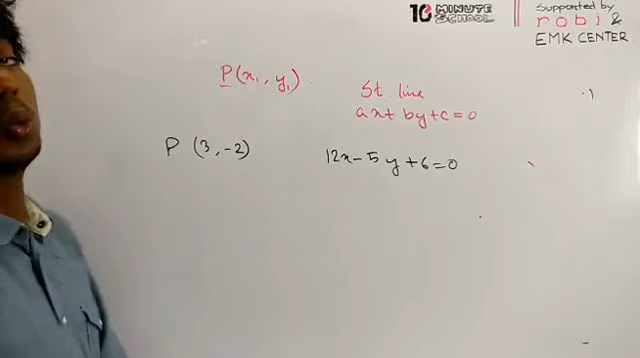 10 MINUTE SCHOOL
Supported by
robi &
EMK CENTER
P(x₁, y₁).
St. line
ax + by + c = 0
P (3, -2)
12x - 5y + 6 = 0